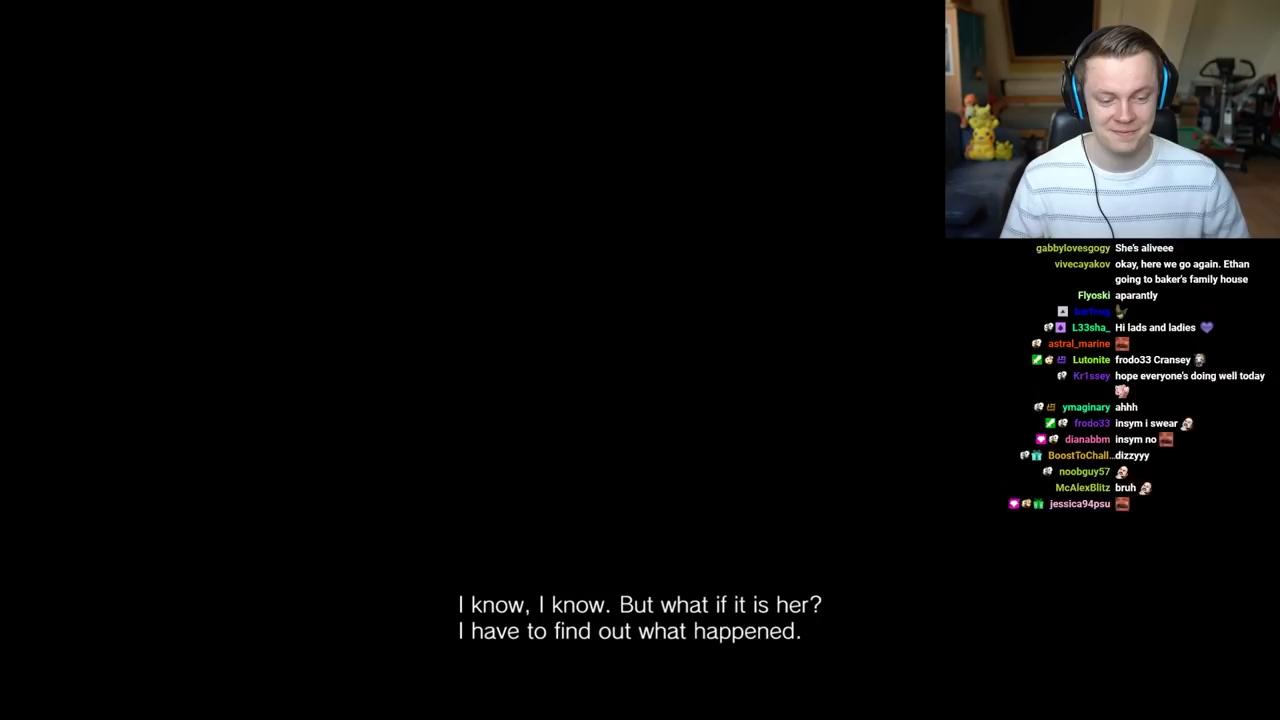 gabbylovesgogy She's aliveee
vivecayakov okay, here we go again. Ethan
going to baker's family house
Flyoski aparantly
L33sha_ Hi lads and ladies
astral_marine
Lutonite frodo33 Cransey
Kr1ssey hope everyone's doing well today
ymaginary ahhh
frodo33 insym i swear
dianabbm insym no
BoostToChall... dizzyyy
noobguy57
McAlexBlitz bruh
jessica94psu
I know, I know. But what if it is her?
I have to find out what happened.